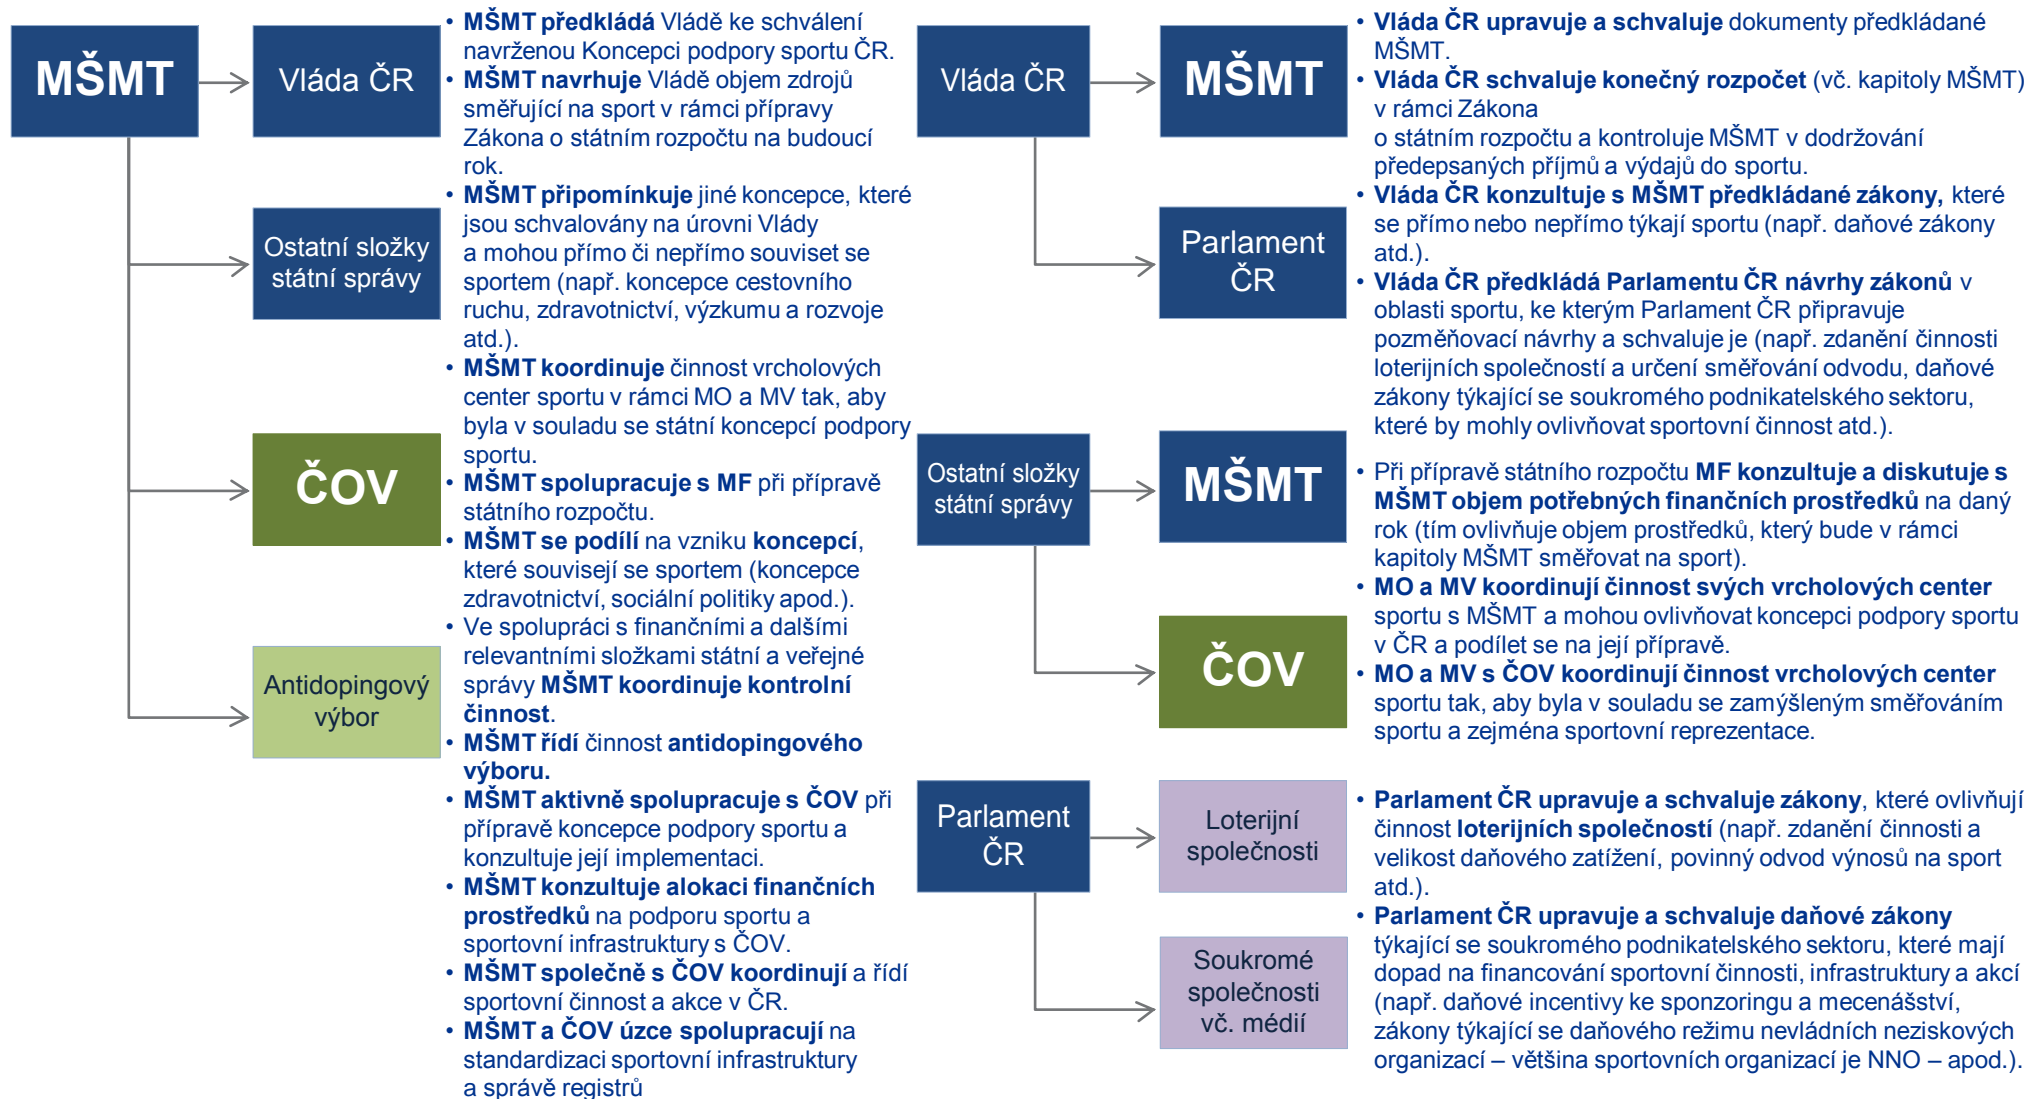 MŠMT
Vláda ČR
Ostatní složky
státní správy
ČOV
Antidopingový
výbor
• MŠMT předkládá Vládě ke schválení
navrženou Koncepci podpory sportu ČR.
• MŠMT navrhuje Vládě objem zdrojů
směřující na sport v rámci přípravy
Zákona o státním rozpočtu na budoucí
rok.
• MŠMT připomínkuje jiné koncepce, které
jsou schvalovány na úrovni Vlády
a mohou přímo či nepřímo souviset se
sportem (např. koncepce cestovního
ruchu, zdravotnictví, výzkumu a rozvoje
atd.).
• MŠMT koordinuje činnost vrcholových
center sportu v rámci MO a MV tak, aby
byla v souladu se státní koncepcí podpory
sportu.
• MŠMT spolupracuje s MF při přípravě
státního rozpočtu.
• MŠMT se podílí na vzniku koncepcí,
které souvisejí se sportem (koncepce
zdravotnictví, sociální politiky apod.).
• Ve spolupráci s finančními a dalšími
relevantními složkami státní a veřejné
správy MŠMT koordinuje kontrolní
činnost.
• MŠMT řídí činnost antidopingového
výboru.
• MŠMT aktivně spolupracuje s ČOV při
přípravě koncepce podpory sportu a
konzultuje její implementaci.
• MŠMT konzultuje alokaci finančních
prostředků na podporu sportu a
sportovní infrastruktury s ČOV.
• MŠMT společně s ČOV koordinují a řídí
sportovní činnost a akce v ČR.
• MŠMT a ČOV úzce spolupracují na
standardizaci sportovní infrastruktury
a správě registrů
Vláda ČR
MŠMT
Parlament
ČR
• Vláda ČR upravuje a schvaluje dokumenty předkládané
MŠMT.
• Vláda ČR schvaluje konečný rozpočet (vč. kapitoly MŠMT)
v rámci Zákona
o státním rozpočtu a kontroluje MŠMT v dodržování
předepsaných příjmů a výdajů do sportu.
• Vláda ČR konzultuje s MŠMT předkládané zákony, které
se přímo nebo nepřímo týkají sportu (např. daňové zákony
atd.).
• Vláda ČR předkládá Parlamentu ČR návrhy zákonů v
oblasti sportu, ke kterým Parlament ČR připravuje
pozměňovací návrhy a schvaluje je (např. zdanění činnosti
loterijních společností a určení směřování odvodu, daňové
zákony týkající se soukromého podnikatelského sektoru,
které by mohly ovlivňovat sportovní činnost atd.).
Ostatní složky
státní správy
MŠMT
ČOV
• Při přípravě státního rozpočtu MF konzultuje a diskutuje s
MŠMT objem potřebných finančních prostředků na daný
rok (tím ovlivňuje objem prostředků, který bude v rámci
kapitoly MŠMT směřovat na sport).
• MO a MV koordinují činnost svých vrcholových center
sportu s MŠMT a mohou ovlivňovat koncepci podpory sportu
v ČR a podílet se na její přípravě.
• MO a MV s ČOV koordinují činnost vrcholových center
sportu tak, aby byla v souladu se zamýšleným směřováním
sportu a zejména sportovní reprezentace.
Parlament
ČR
Loterijní
společnosti
Soukromé
společnosti
vč. médií
• Parlament ČR upravuje a schvaluje zákony, které ovlivňují
činnost loterijních společností (např. zdanění činnosti a
velikost daňového zatížení, povinný odvod výnosů na sport
atd.).
• Parlament ČR upravuje a schvaluje daňové zákony
týkající se soukromého podnikatelského sektoru, které mají
dopad na financování sportovní činnosti, infrastruktury a akcí
(např. daňové incentivy ke sponzoringu a mecenášství,
zákony týkající se daňového režimu nevládních neziskových
organizací – většina sportovních organizací je NNO – apod.).